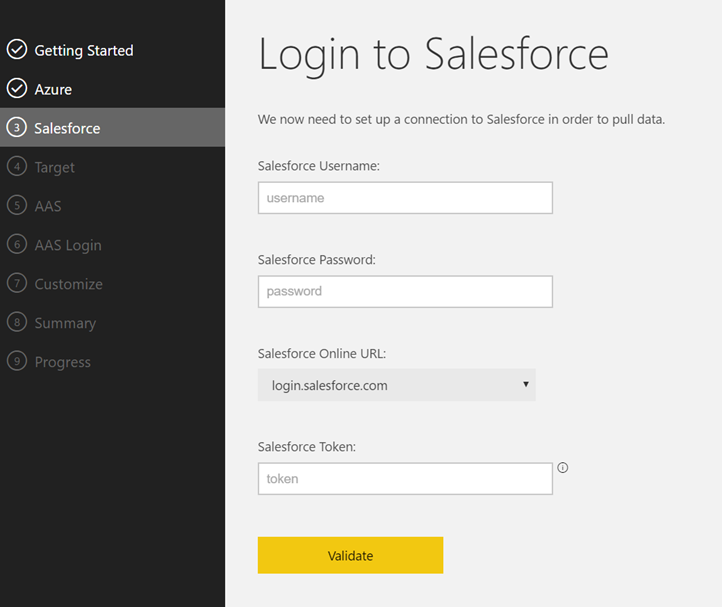 Getting Started
Azure
3 Salesforce
4 Target
5 AAS
6 AAS Login
7 Customize
8 Summary
9 Progress
Login to Salesforce
We now need to set up a connection to Salesforce in order to pull data.
Salesforce Username:
username
Salesforce Password:
password
Salesforce Online URL:
login.salesforce.com
Salesforce Token:
token
Validate